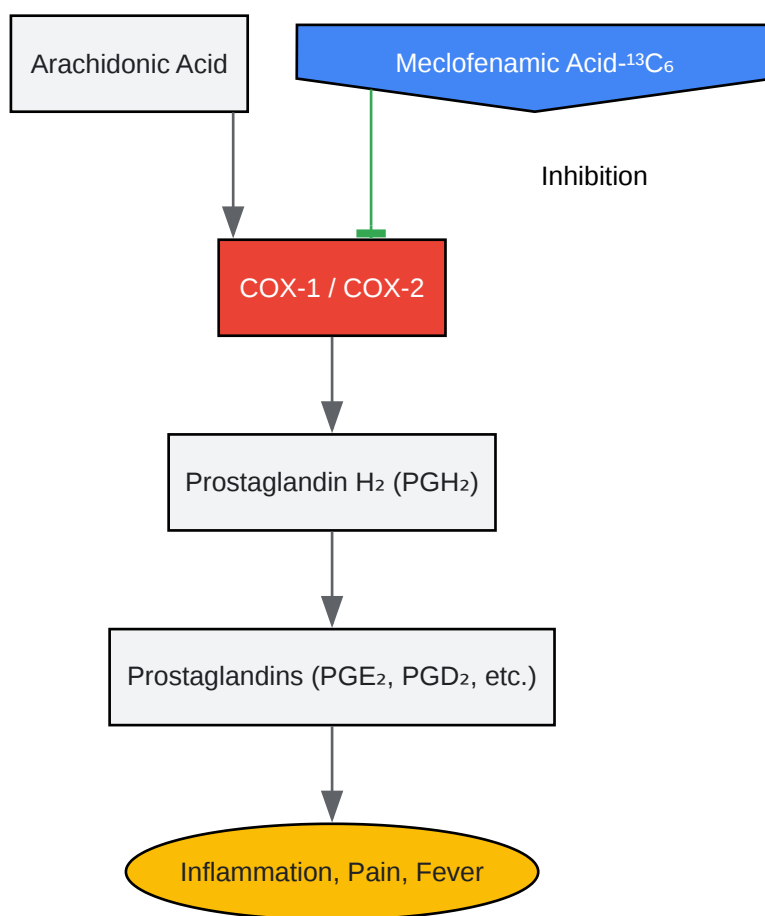 Arachidonic Acid
Meclofenamic Acid-¹³C₆
Inhibition
COX-1 / COX-2
Prostaglandin H₂ (PGH₂)
Prostaglandins (PGE₂, PGD₂, etc.)
Inflammation, Pain, Fever